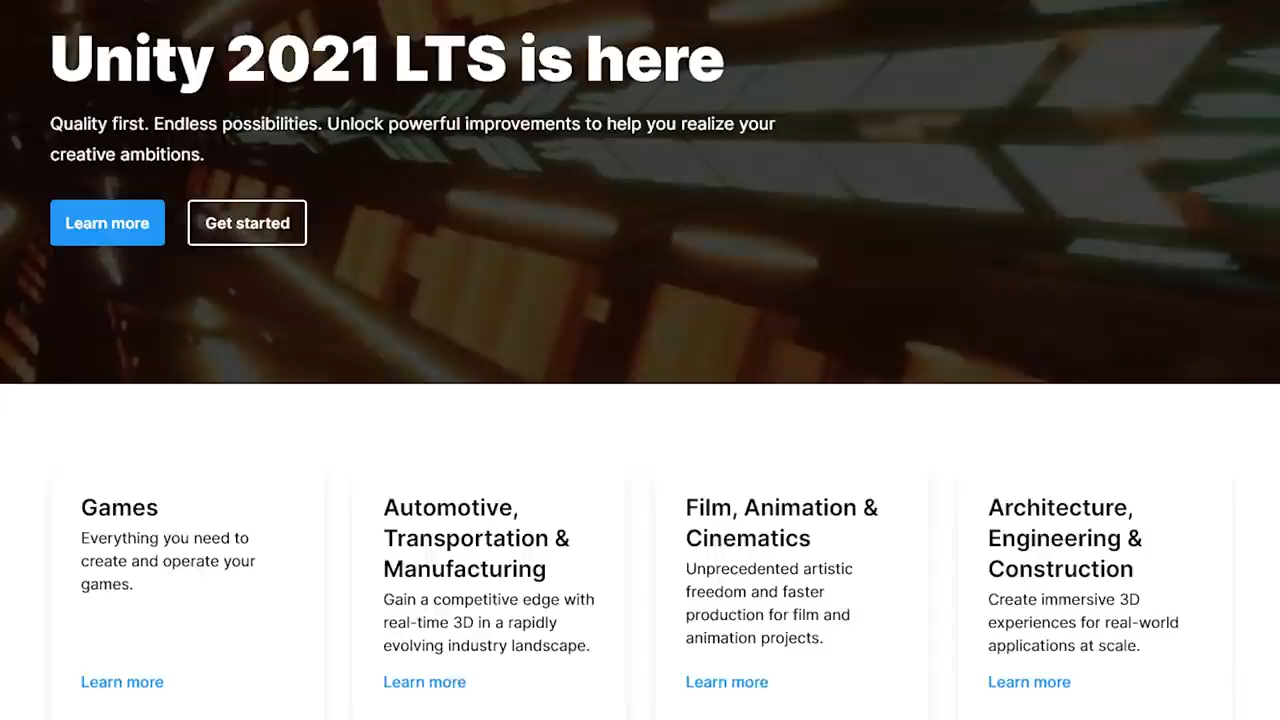 Unity 2021 LTS is here
Quality first. Endless possibilities. Unlock powerful improvements to help you realize your
creative ambitions.
Learn more
Get started
Games
Everything you need to
create and operate your
games.
Learn more
Automotive,
Transportation &
Manufacturing
Gain a competitive edge with
real-time 3D in a rapidly
evolving industry landscape.
Learn more
Film, Animation &
Cinematics
Unprecedented artistic
freedom and faster
production for film and
animation projects.
Learn more
Architecture,
Engineering &
Construction
Create immersive 3D
experiences for real-world
applications at scale.
Learn more